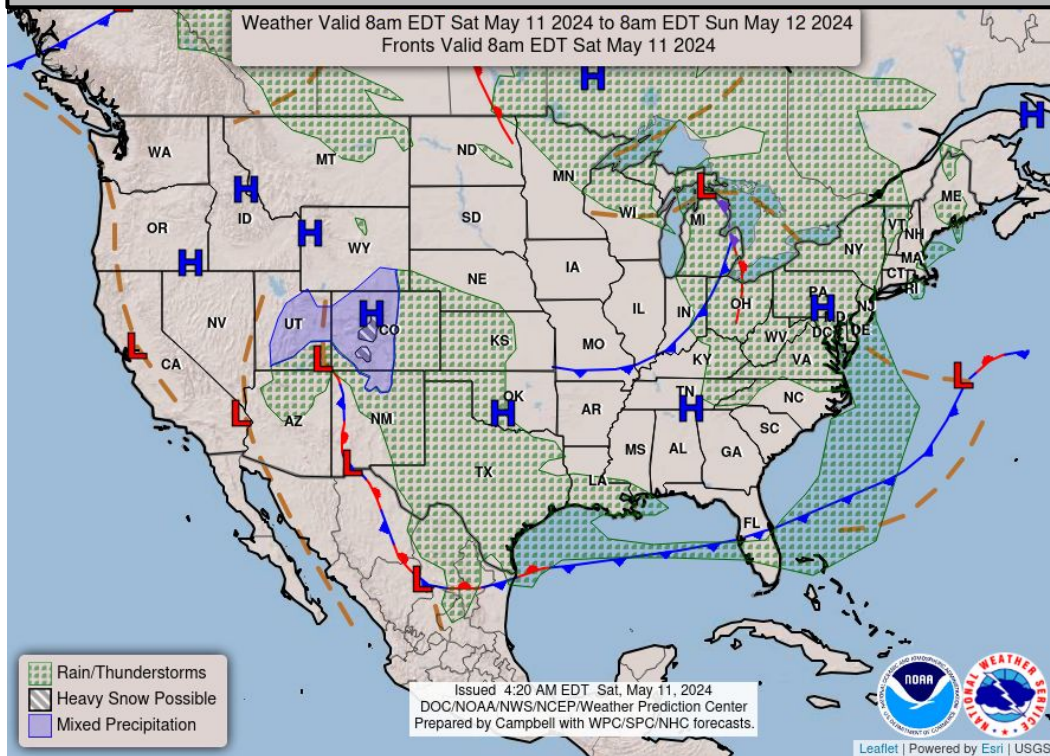 Weather Valid 8am EDT Sat May 11 2024 to 8am EDT Sun May 12 2024
Fronts Valid 8am EDT Sat May 11 2024
H
H
WA
MT
ND
MN
ME
H
ID
L
MI
OR
SD
WI
VT
NH
H
WY
NY
MA
H
CT
RI
NE
IA
PA
NJ
NV
UT
H
CO
IL
IN
OH
H
DE
DC
L
CA
L
KS
MO
WV
VA
KY
L
L
AZ
NM
OK
H
AR
TN
H
NC
SC
L
TX
MS
AL
GA
LA
FL
L
Rain/Thunderstorms
Heavy Snow Possible
Mixed Precipitation
Issued 4:20 AM EDT Sat, May 11, 2024
DOC/NOAA/NWS/NCEP/Weather Prediction Center
Prepared by Campbell with WPC/SPC/NHC forecasts.
NOAA
NATIONAL WEATHER SERVICE
Leaflet | Powered by Esri | USGS